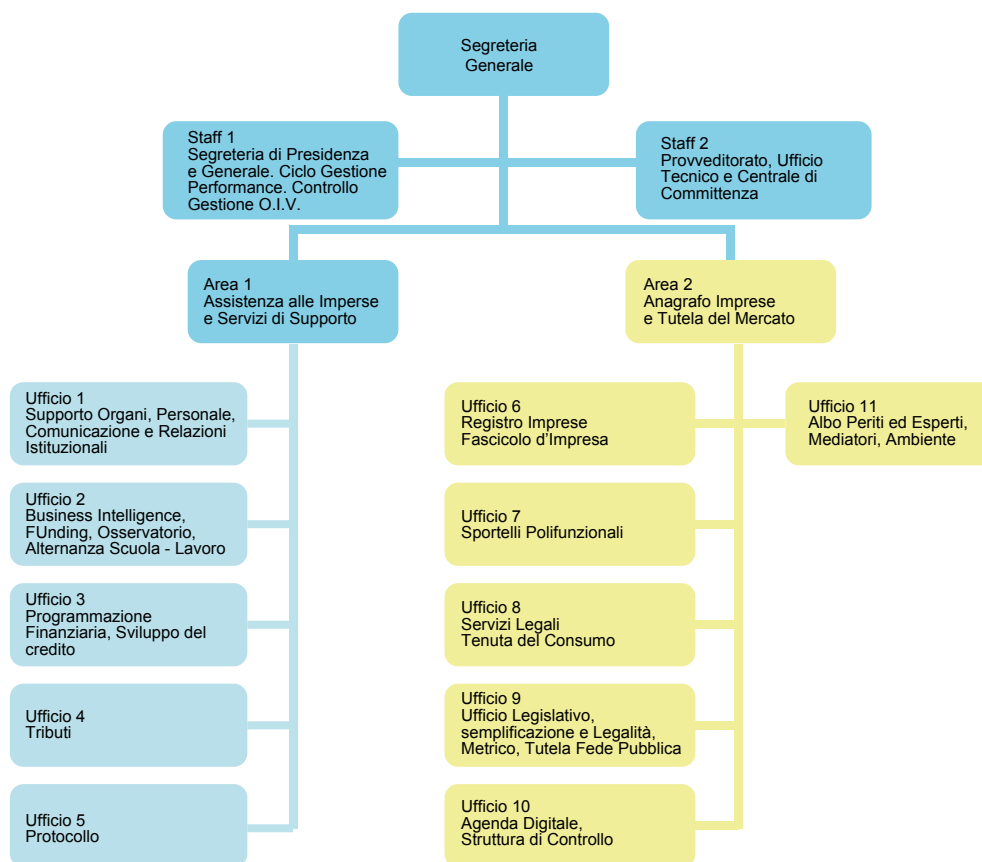 Segreteria
Generale
Staff 1
Segreteria di Presidenza
e Generale. Ciclo Gestione
Performance. Controllo
Gestione O.I.V.
Staff 2
Provveditorato, Ufficio
Tecnico e Centrale di
Committenza
Area 1
Assistenza alle Imperse
e Servizi di Supporto
Area 2
Anagrafo Imprese
e Tutela del Mercato
Ufficio 1
Supporto Organi, Personale,
Comunicazione e Relazioni
Istituzionali
Ufficio 2
Business Intelligence,
FUnding, Osservatorio,
Alternanza Scuola - Lavoro
Ufficio 3
Programmazione
Finanziaria, Sviluppo del
credito
Ufficio 4
Tributi
Ufficio 5
Protocollo
Ufficio 6
Registro Imprese
Fascicolo d’Impresa
Ufficio 11
Albo Periti ed Esperti,
Mediatori, Ambiente
Ufficio 7
Sportelli Polifunzionali
Ufficio 8
Servizi Legali
Tenuta del Consumo
Ufficio 9
Ufficio Legislativo,
semplificazione e Legalità,
Metrico, Tutela Fede Pubblica
Ufficio 10
Agenda Digitale,
Struttura di Controllo